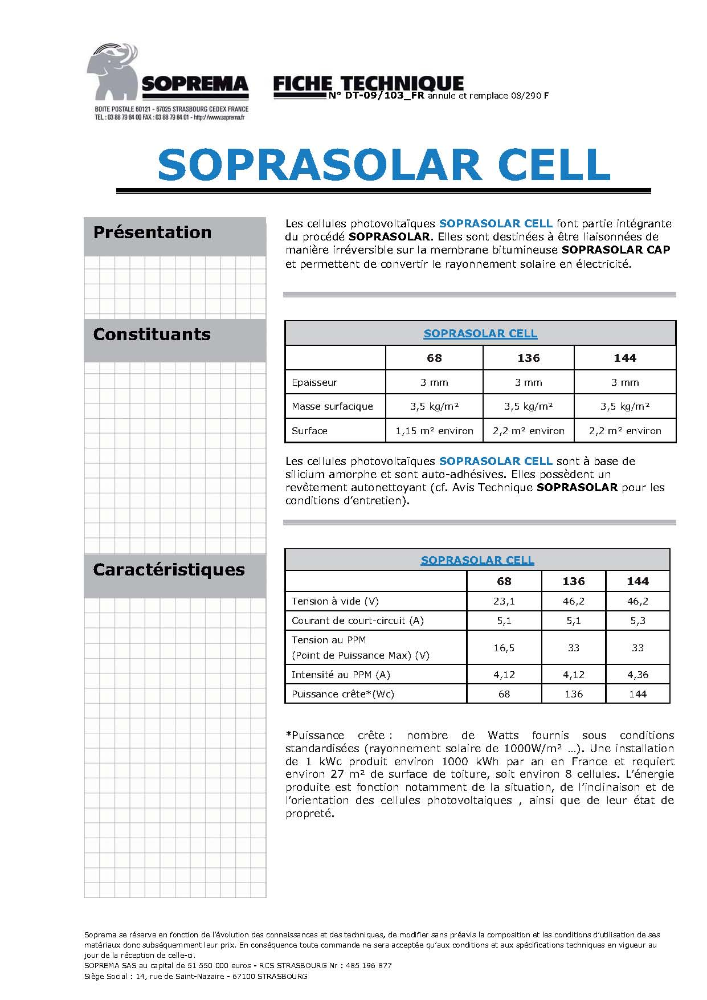 SOPREMA
BOITE POSTALE 60121 - 67025 STRASBOURG CEDEX FRANCE
TEL : 03 88 79 84 00 FAX : 03 88 79 84 01 - http://www.soprema.fr
FICHE TECHNIQUE
N° DT-09/103_FR annule et remplace 08/290 F
SOPRASOLAR CELL
Présentation
Les cellules photovoltaïques SOPRASOLAR CELL font partie intégrante
du procédé SOPRASOLAR. Elles sont destinées à être liaisonnées de
manière irréversible sur la membrane bitumineuse SOPRASOLAR CAP
et permettent de convertir le rayonnement solaire en électricité.
Constituants
SOPRASOLAR CELL
68 136 144
Epaisseur 3 mm 3 mm 3 mm
Masse surfacique 3,5 kg/m² 3,5 kg/m² 3,5 kg/m²
Surface 1,15 m² environ 2,2 m² environ 2,2 m² environ
Les cellules photovoltaïques SOPRASOLAR CELL sont à base de
silicium amorphe et sont auto-adhésives. Elles possèdent un
revêtement autonettoyant (cf. Avis Technique SOPRASOLAR pour les
conditions d'entretien).
Caractéristiques
SOPRASOLAR CELL
68 136 144
Tension à vide (V) 23,1 46,2 46,2
Courant de court-circuit (A) 5,1 5,1 5,3
Tension au PPM
(Point de Puissance Max) (V) 16,5 33 33
Intensité au PPM (A) 4,12 4,12 4,36
Puissance crête*(Wc) 68 136 144
*Puissance crête : nombre de Watts fournis sous conditions
standardisées (rayonnement solaire de 1000W/m² …). Une installation
de 1 kWc produit environ 1000 kWh par an en France et requiert
environ 27 m² de surface de toiture, soit environ 8 cellules. L'énergie
produite est fonction notamment de la situation, de l'inclinaison et de
l'orientation des cellules photovoltaiques , ainsi que de leur état de
propreté.
Soprema se réserve en fonction de l'évolution des connaissances et des techniques, de modifier sans préavis la composition et les conditions d'utilisation de ses
matériaux donc subséquemment leur prix. En conséquence toute commande ne sera acceptée qu'aux conditions et aux spécifications techniques en vigueur au
jour de la réception de celle-ci.
SOPREMA SAS au capital de 51 550 000 euros - RCS STRASBOURG Nr : 485 196 877
Siège Social : 14, rue de Saint-Nazaire - 67100 STRASBOURG